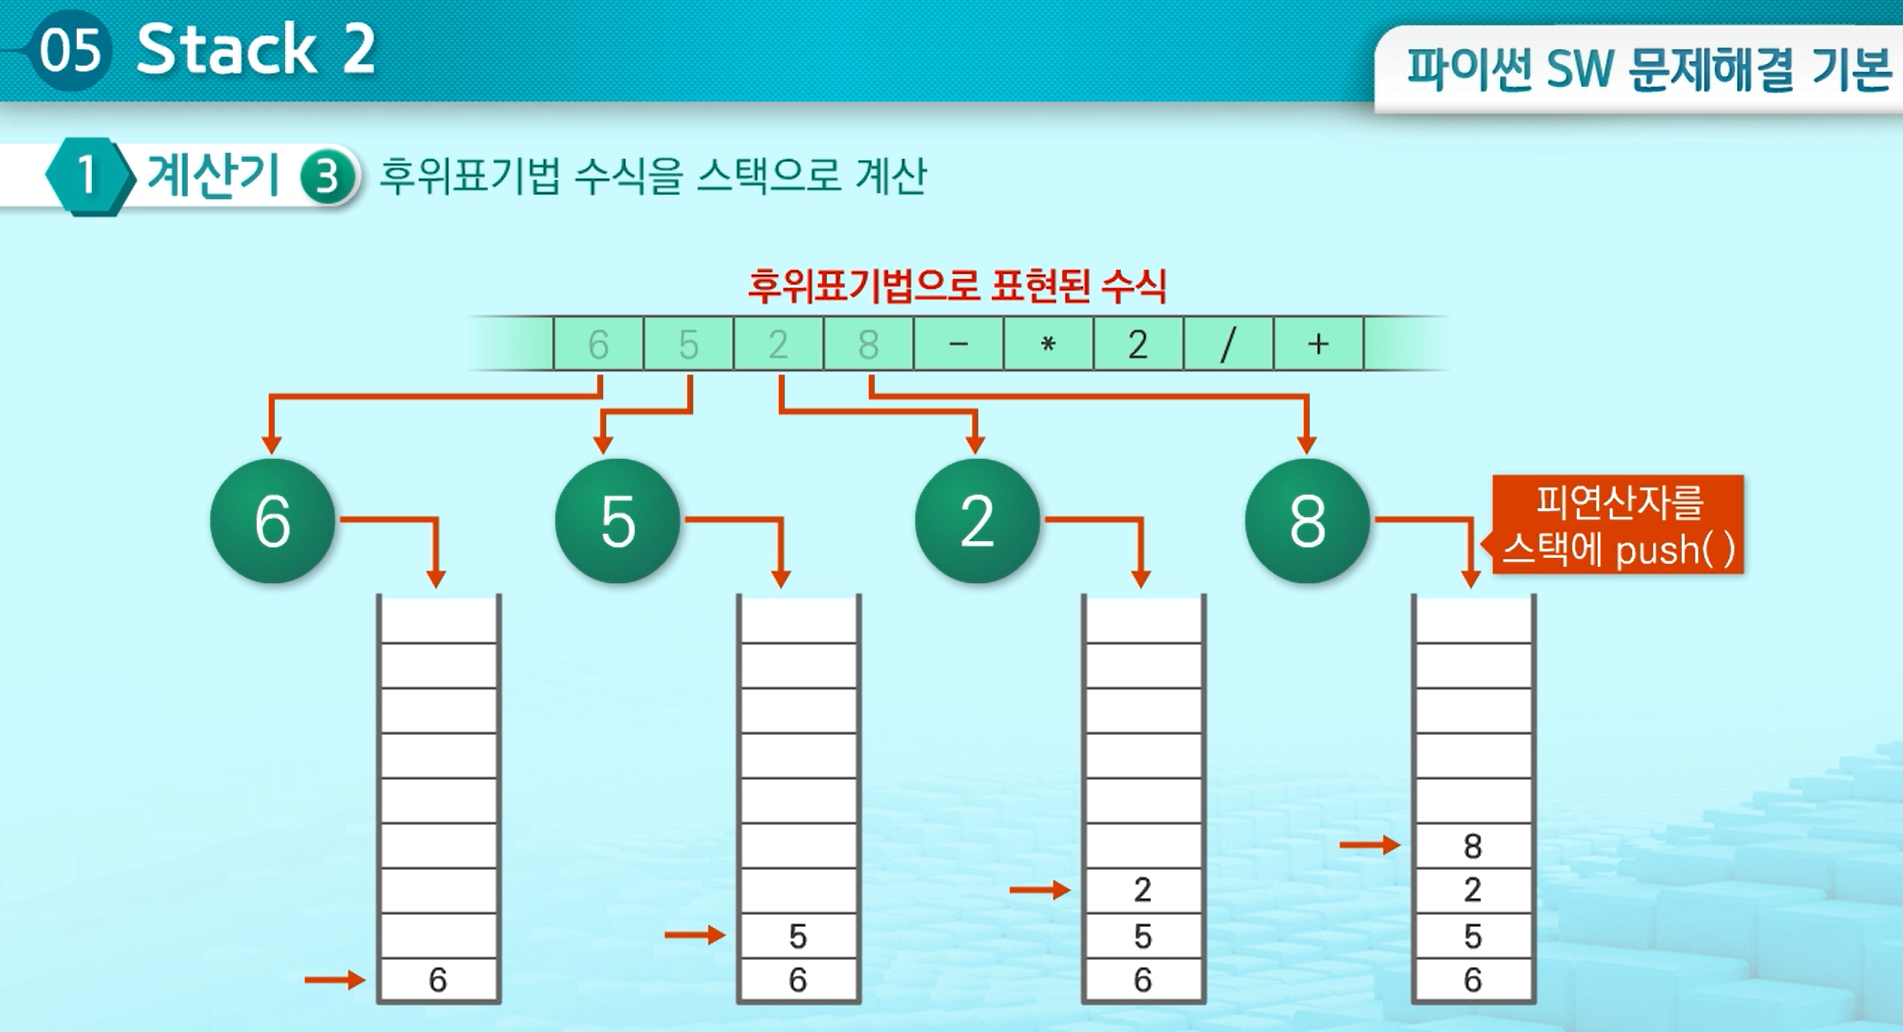 05 Stack 2
파이썬 SW 문제해결 기본
1 계산기 3 후위표기법 수식을 스택으로 계산
후위표기법으로 표현된 수식
6 5 2 8 - * 2 / +
6 5 2 8
피연산자를
스택에 push( )
8
2 2
5 5 5
6 6 6 6